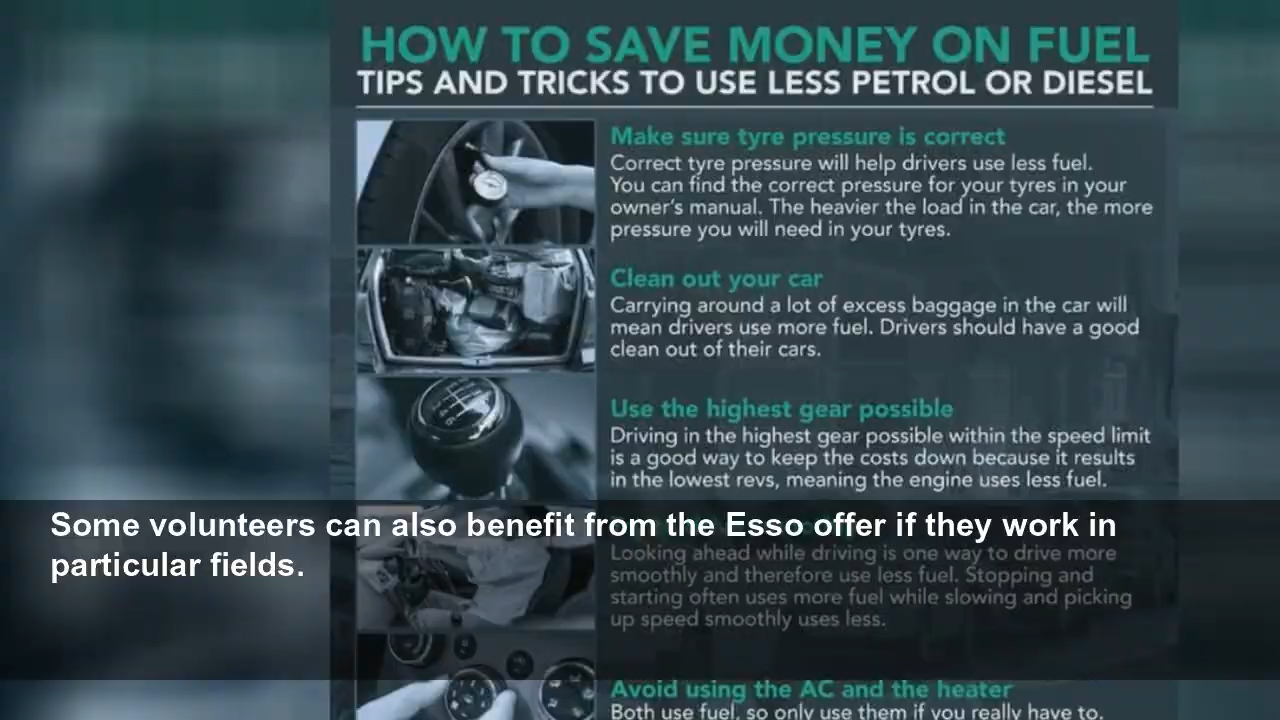 HOW TO SAVE MONEY ON FUEL
TIPS AND TRICKS TO USE LESS PETROL OR DIESEL
Make sure tyre pressure is correct
Correct tyre pressure will help drivers use less fuel.
You can find the correct pressure for your tyres in your
owner's manual. The heavier the load in the car, the more
pressure you will need in your tyres.
Clean out your car
Carrying around a lot of excess baggage in the car will
mean drivers use more fuel. Drivers should have a good
clean out of their cars.
Use the highest gear possible
Driving in the highest gear possible within the speed limit
is a good way to keep the costs down because it results
in the lowest revs, meaning the engine uses less fuel.
Some volunteers can also benefit from the Esso offer if they work in
particular fields.
Looking ahead while driving is one way to drive more
smoothly and therefore use less fuel. Stopping and
starting often uses more fuel while slowing and picking
up speed smoothly uses less.
Avoid using the AC and the heater
Both use fuel, so only use them if you really have to.